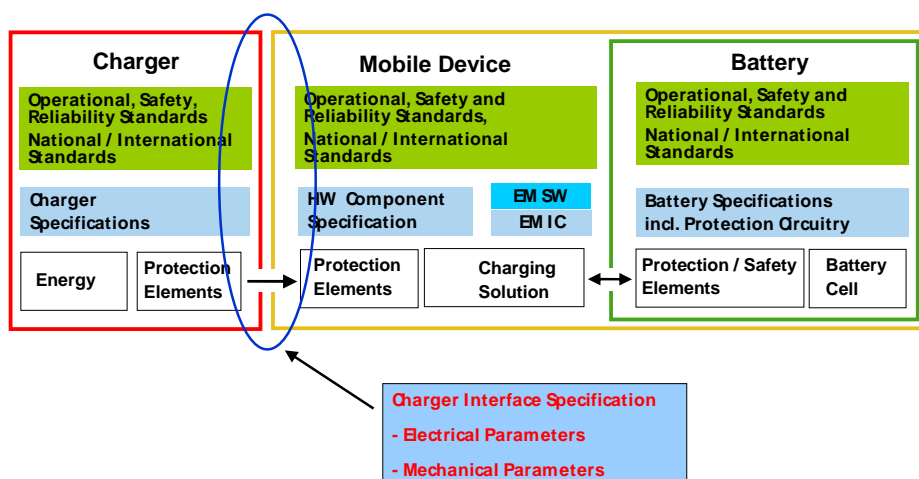 Charger
Operational, Safety,
Reliability Standards
National / International
Standards
Charger
Specifications
Energy
Protection
Elements
Mobile Device
Operational, Safety and
Reliability Standards,
National / International
Standards
HW Component
Specification
EM SW
EM IC
Protection
Elements
Charging
Solution
Battery
Operational, Safety and
Reliability Standards
National / International
Standards
Battery Specifications
incl. Protection Circuitry
Protection / Safety
Elements
Battery
Cell
Charger Interface Specification
- Electrical Parameters
- Mechanical Parameters